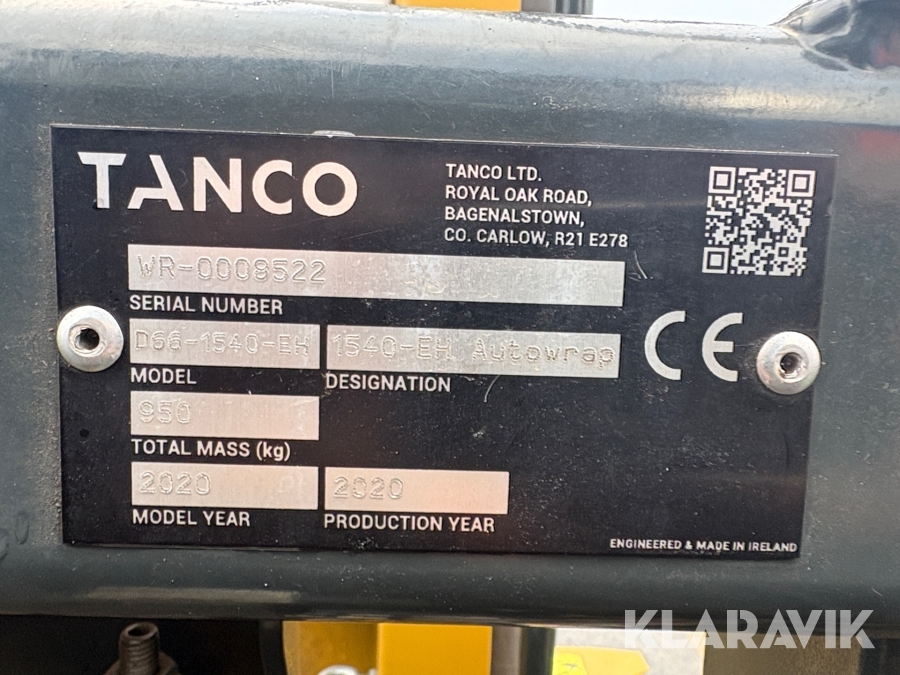 TANCO
TANCO LTD.
ROYAL OAK ROAD,
BAGENALSTOWN,
CO. CARLOW, R21 E278
WR-0008522
SERIAL NUMBER
D66-1540-EH 1540-EH Autowrap
MODEL DESIGNATION
CE
950
TOTAL MASS (kg)
2020 2020
MODEL YEAR PRODUCTION YEAR
ENGINEERED & MADE IN IRELAND
KLARAVIK